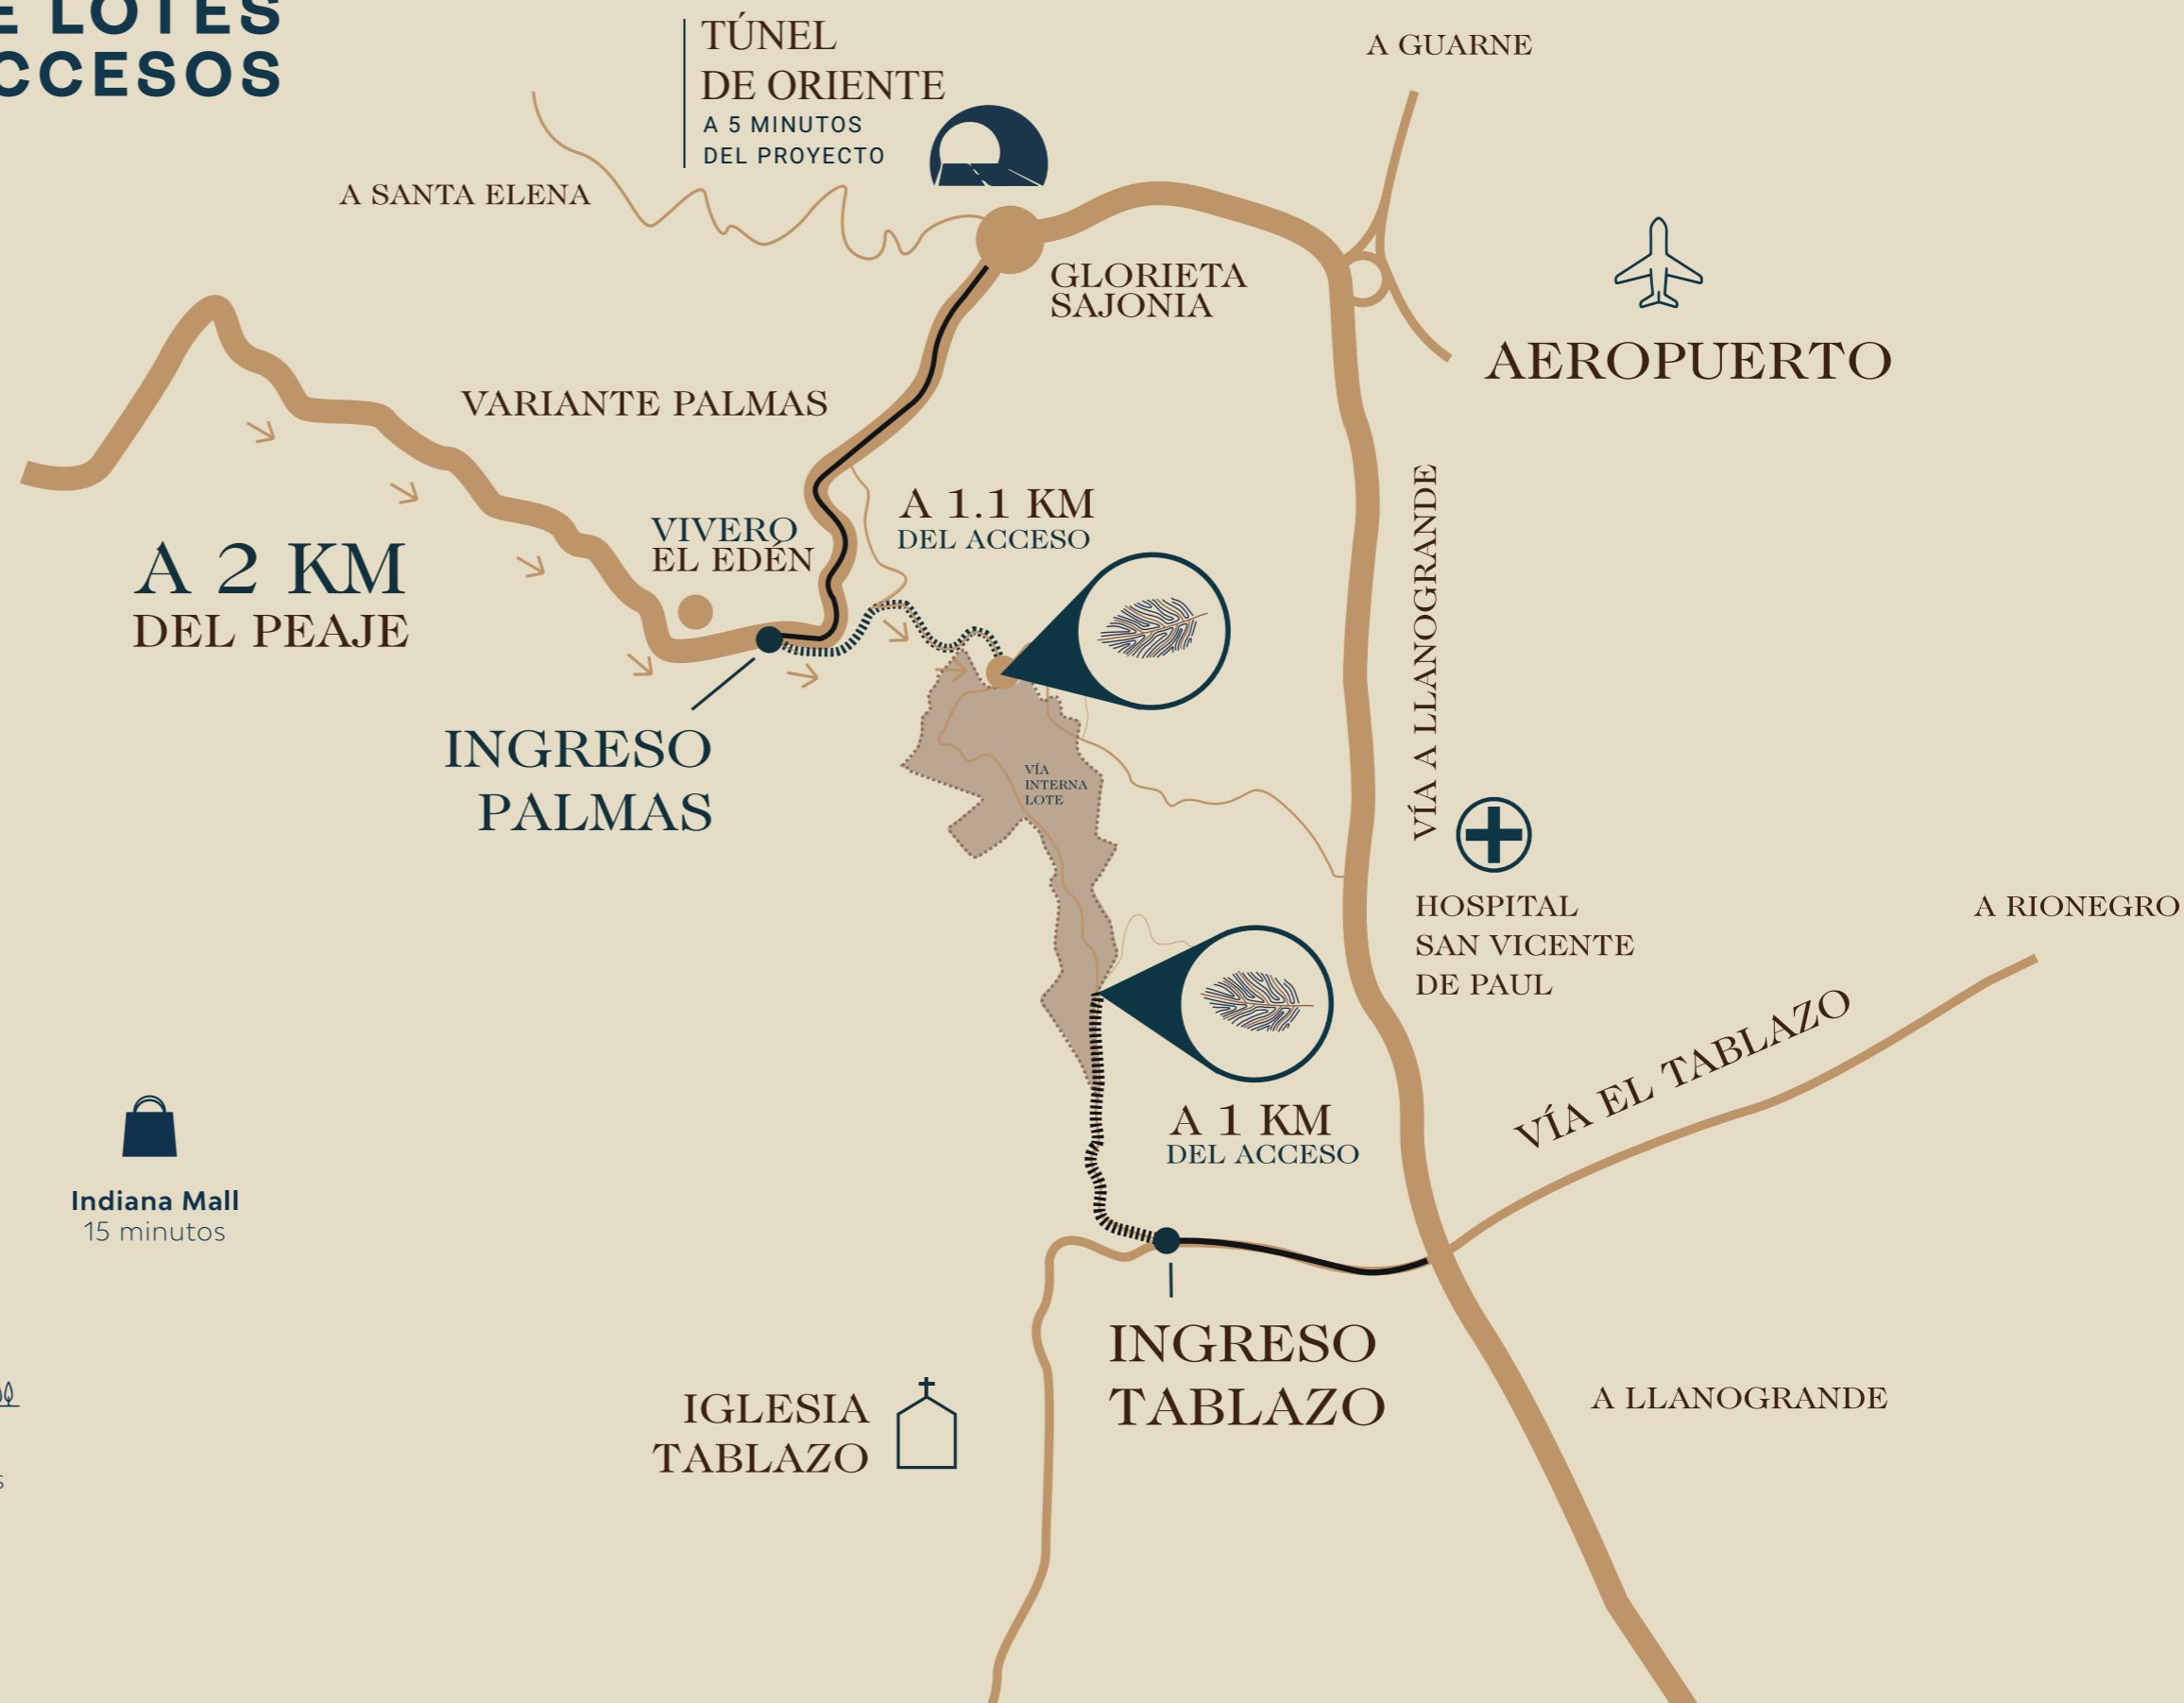 E LOTES
CCESOS
TÚNEL
DE ORIENTE
A 5 MINUTOS
DEL PROYECTO
A GUARNE
A SANTA ELENA
GLORIETA
SAJONIA
AEROPUERTO
VARIANTE PALMAS
A 2 KM
DEL PEAJE
VIVERO
EL EDÉN
A 1.1 KM
DEL ACCESO
VÍA A LLANOGRANDE
INGRESO
PALMAS
VÍA
INTERNA
LOTE
HOSPITAL
SAN VICENTE
DE PAUL
A RIONEGRO
VÍA EL TABLAZO
A 1 KM
DEL ACCESO
Indiana Mall
15 minutos
INGRESO
TABLAZO
IGLESIA
TABLAZO
A LLANOGRANDE
s